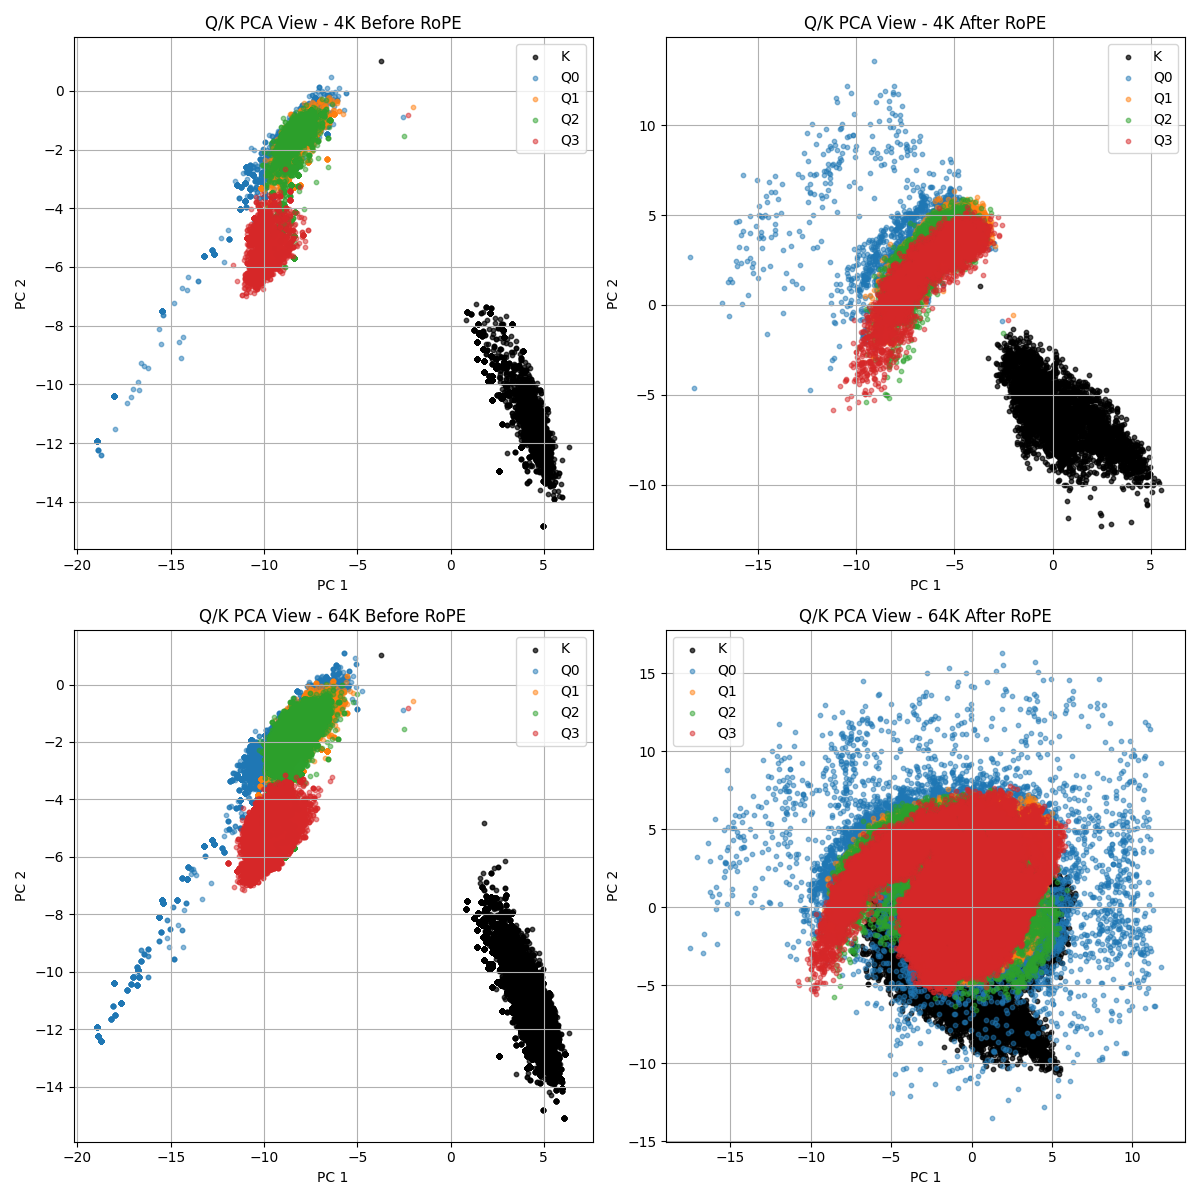 Q/K PCA View - 4K Before RoPE
K
Q0
Q1
Q2
Q3
0
−2
−4
−6
−8
−10
−12
−14
PC 2
−20
−15
−10
−5
0
5
PC 1
Q/K PCA View - 4K After RoPE
K
Q0
Q1
Q2
Q3
10
5
0
−5
−10
PC 2
−15
−10
−5
0
5
PC 1
Q/K PCA View - 64K Before RoPE
K
Q0
Q1
Q2
Q3
0
−2
−4
−6
−8
−10
−12
−14
PC 2
−20
−15
−10
−5
0
5
PC 1
Q/K PCA View - 64K After RoPE
K
Q0
Q1
Q2
Q3
15
10
5
0
−5
−10
−15
PC 2
−15
−10
−5
0
5
10
PC 1